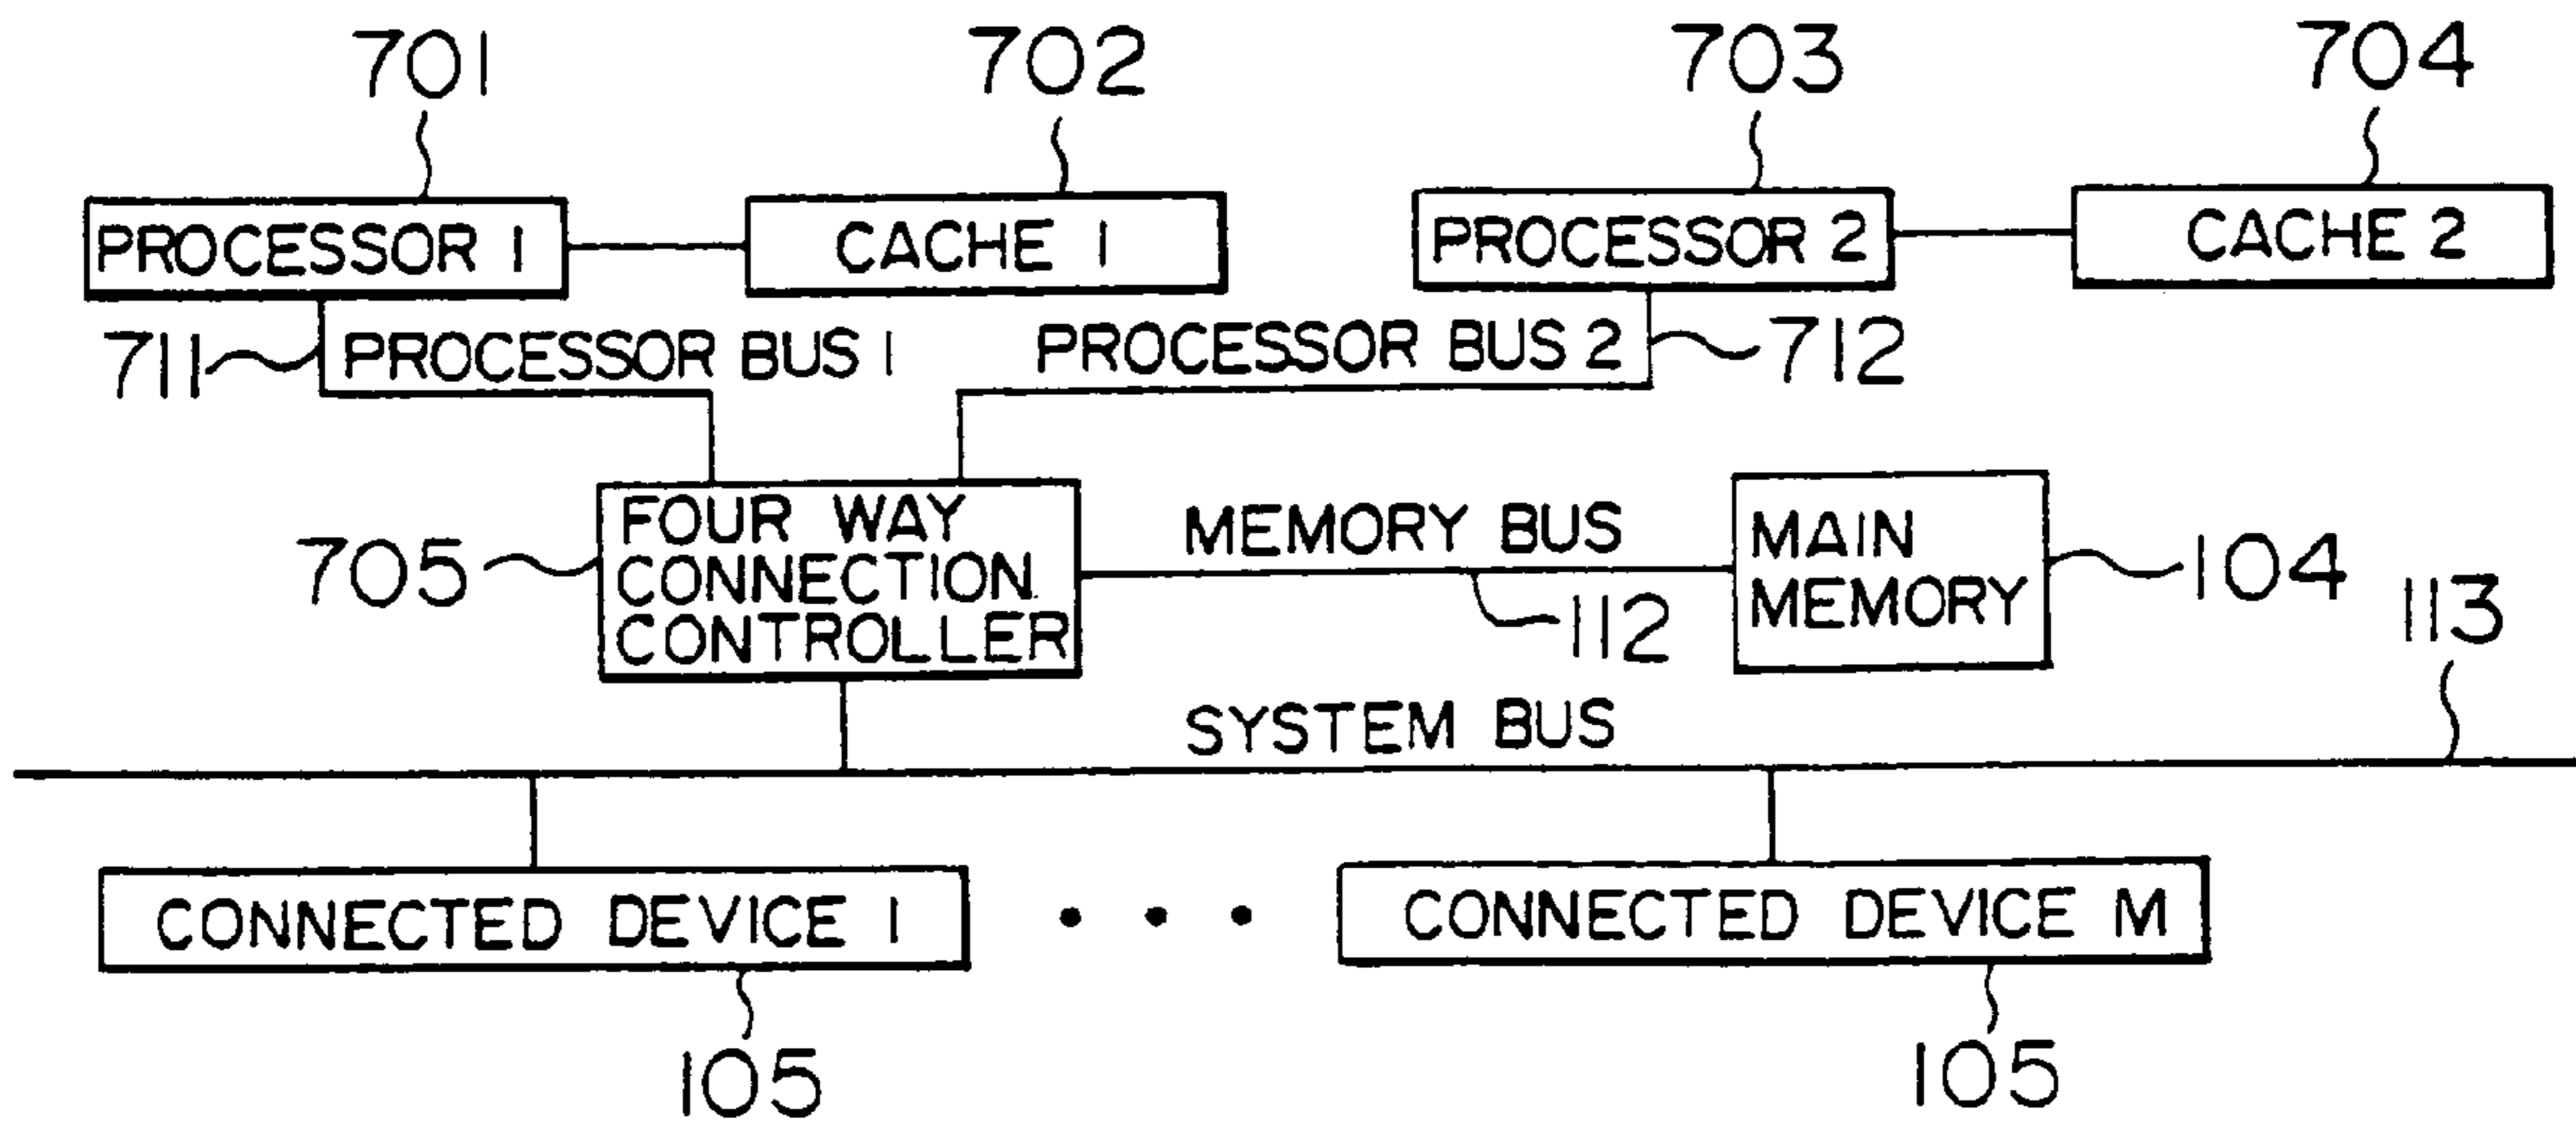 701
702
703
704
PROCESSOR 1
CACHE 1
PROCESSOR 2
CACHE 2
711
PROCESSOR BUS 1
PROCESSOR BUS 2
712
705
FOUR WAY
CONNECTION
CONTROLLER
MEMORY BUS
112
MAIN
MEMORY
104
113
SYSTEM BUS
CONNECTED DEVICE 1
CONNECTED DEVICE M
105
105